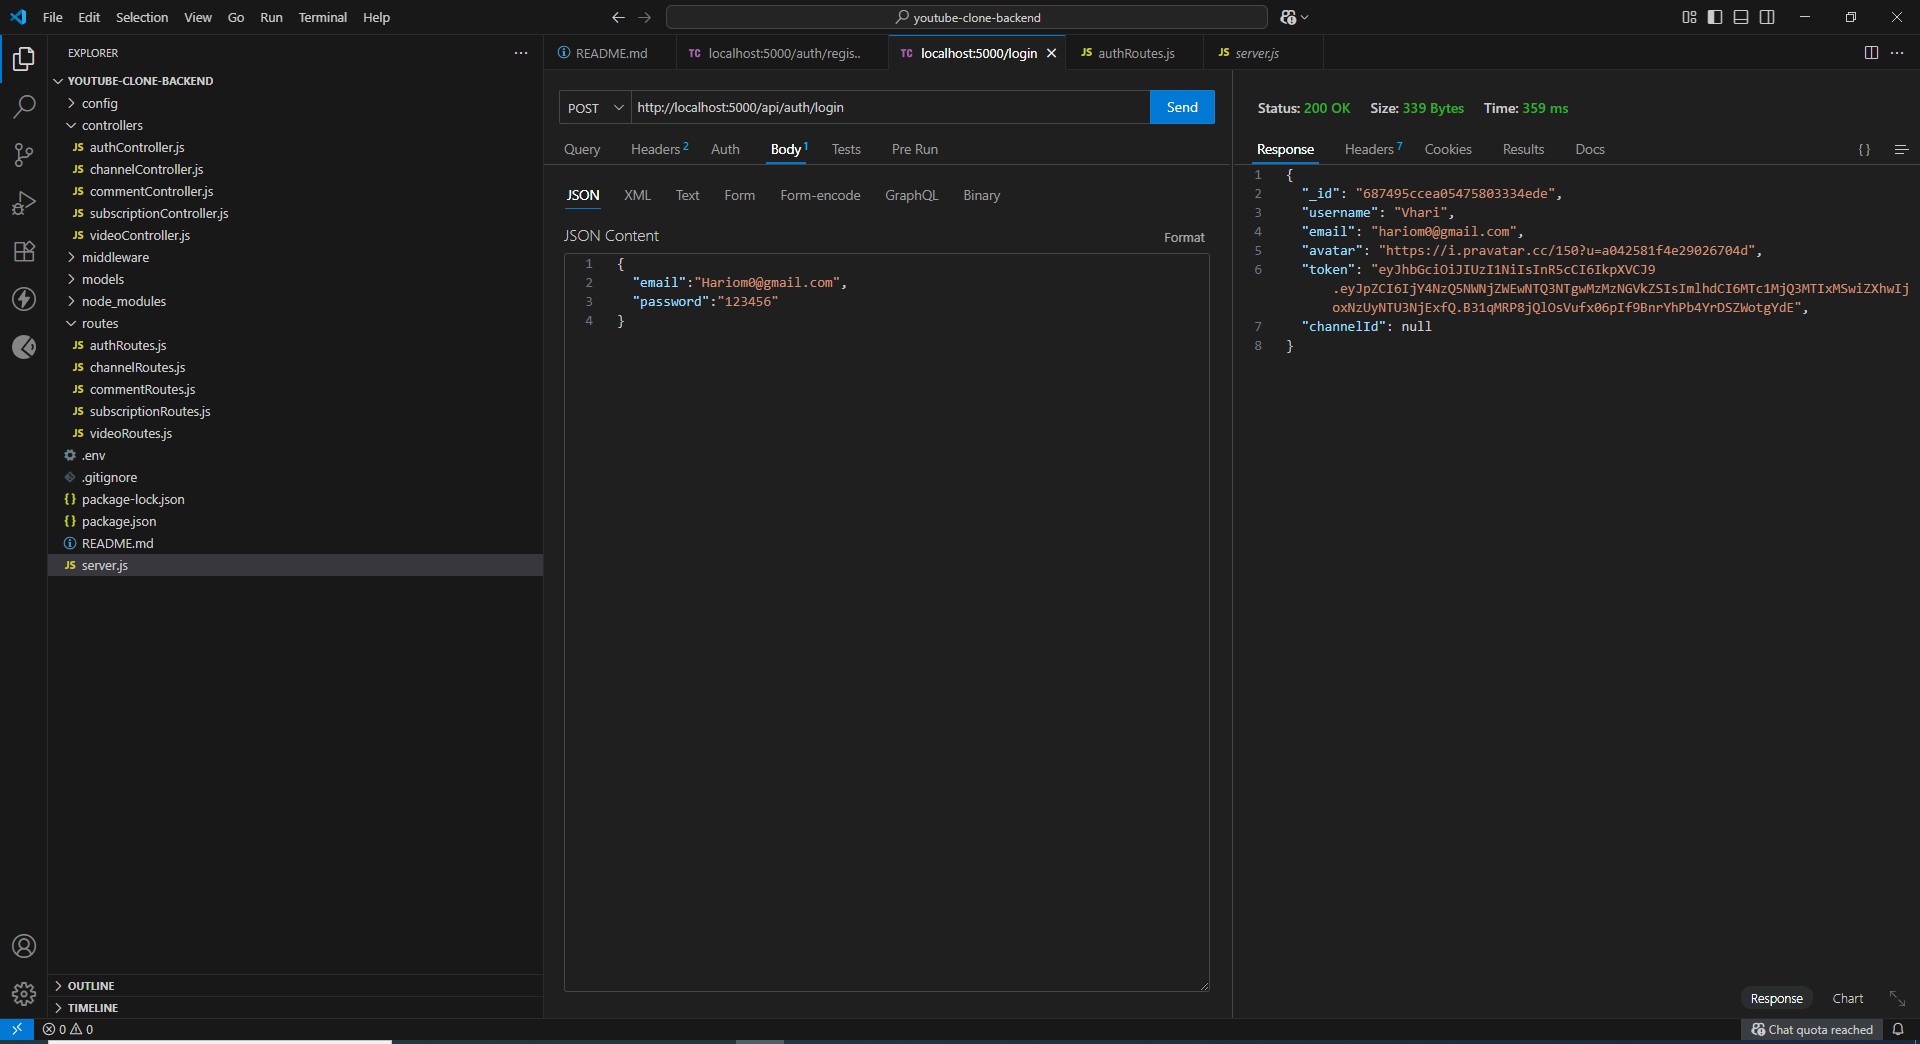 File Edit Selection View Go Run Terminal Help
youtube-clone-backend
EXPLORER
YOUTUBE-CLONE-BACKEND
config
controllers
JS authController.js
JS channelController.js
JS commentController.js
JS subscriptionController.js
JS videoController.js
middleware
models
node_modules
routes
JS authRoutes.js
JS channelRoutes.js
JS commentRoutes.js
JS subscriptionRoutes.js
JS videoRoutes.js
.env
.gitignore
{} package-lock.json
{} package.json
README.md
JS server.js
OUTLINE
TIMELINE
README.md
TC localhost:5000/auth/regis..
TC localhost:5000/login
JS authRoutes.js
JS server.js
POST http://localhost:5000/api/auth/login Send
Query Headers 2 Auth Body 1 Tests Pre Run
JSON XML Text Form Form-encode GraphQL Binary
JSON Content Format
1 {
2 "email":"Hariom0@gmail.com",
3 "password":"123456"
4 }
Status: 200 OK Size: 339 Bytes Time: 359 ms
Response Headers 7 Cookies Results Docs {}
1 {
2 "_id": "687495ccea05475803334ede",
3 "username": "Vhari",
4 "email": "hariom0@gmail.com",
5 "avatar": "https://i.pravatar.cc/150?u=a042581f4e29026704d",
6 "token": "eyJhbGciOiJIUzI1NiIsInR5cCI6IkpXVCJ9
.eyJpZCI6IjY4NzQ5NWNjZWEwNTQ3NTgwMzMzNGVkZSIsImlhdCI6MTc1MjQ3MTIxMSwiZXhwIj
oxNzUyNTU3NjExfQ.B31qMRP8jQlOsVufx06pIf9BnrYhPb4YrDSZWotgYdE",
7 "channelId": null
8 }
Response Chart
0 0
Chat quota reached